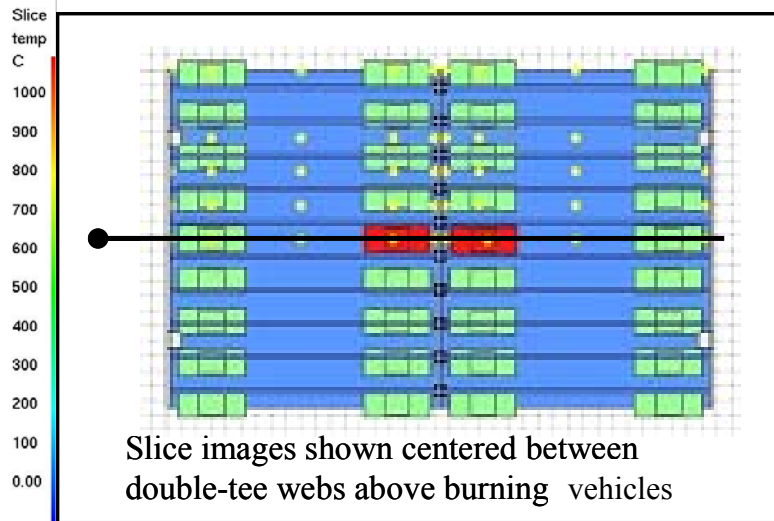 Slice
temp
C
1000
900
800
700
600
500
400
300
200
100
0.00
Slice images shown centered between
double-tee webs above burning vehicles